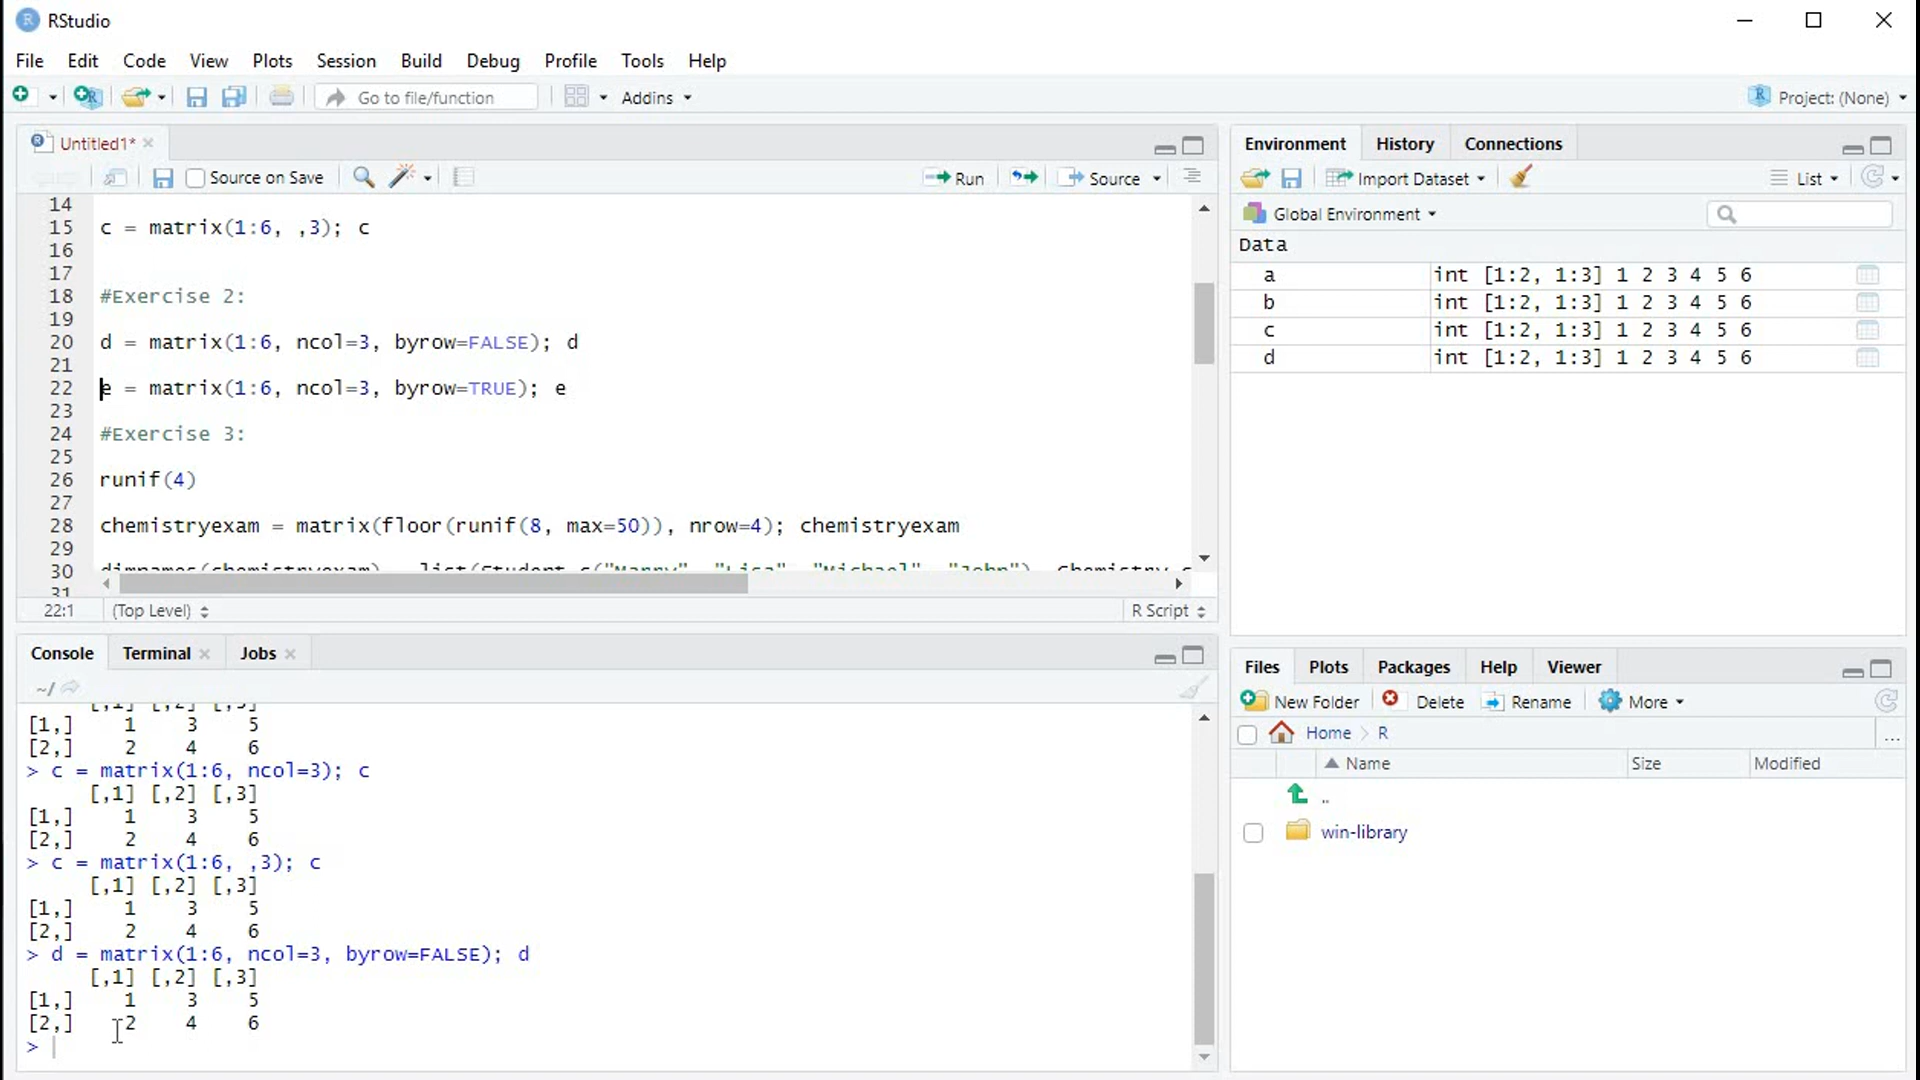 RStudio
File Edit Code View Plots Session Build Debug Profile Tools Help
Go to file/function Addins Project: (None)
Untitled1*
Source on Save Run Source
14
15 c = matrix(1:6, ,3); c
16
17
18 #Exercise 2:
19
20 d = matrix(1:6, ncol=3, byrow=FALSE); d
21
22 e = matrix(1:6, ncol=3, byrow=TRUE); e
23
24 #Exercise 3:
25
26 runif(4)
27
28 chemistryexam = matrix(floor(runif(8, max=50)), nrow=4); chemistryexam
29
30
31
22:1 (Top Level) R Script
Console Terminal Jobs
~/
[,1] [,2] [,3]
[1,] 1 3 5
[2,] 2 4 6
> c = matrix(1:6, ncol=3); c
[,1] [,2] [,3]
[1,] 1 3 5
[2,] 2 4 6
> c = matrix(1:6, ,3); c
[,1] [,2] [,3]
[1,] 1 3 5
[2,] 2 4 6
> d = matrix(1:6, ncol=3, byrow=FALSE); d
[,1] [,2] [,3]
[1,] 1 3 5
[2,] 2 4 6
>
Environment History Connections
Import Dataset List
Global Environment
Data
a int [1:2, 1:3] 1 2 3 4 5 6
b int [1:2, 1:3] 1 2 3 4 5 6
c int [1:2, 1:3] 1 2 3 4 5 6
d int [1:2, 1:3] 1 2 3 4 5 6
Files Plots Packages Help Viewer
New Folder Delete Rename More
Home R ...
Name Size Modified
..
win-library